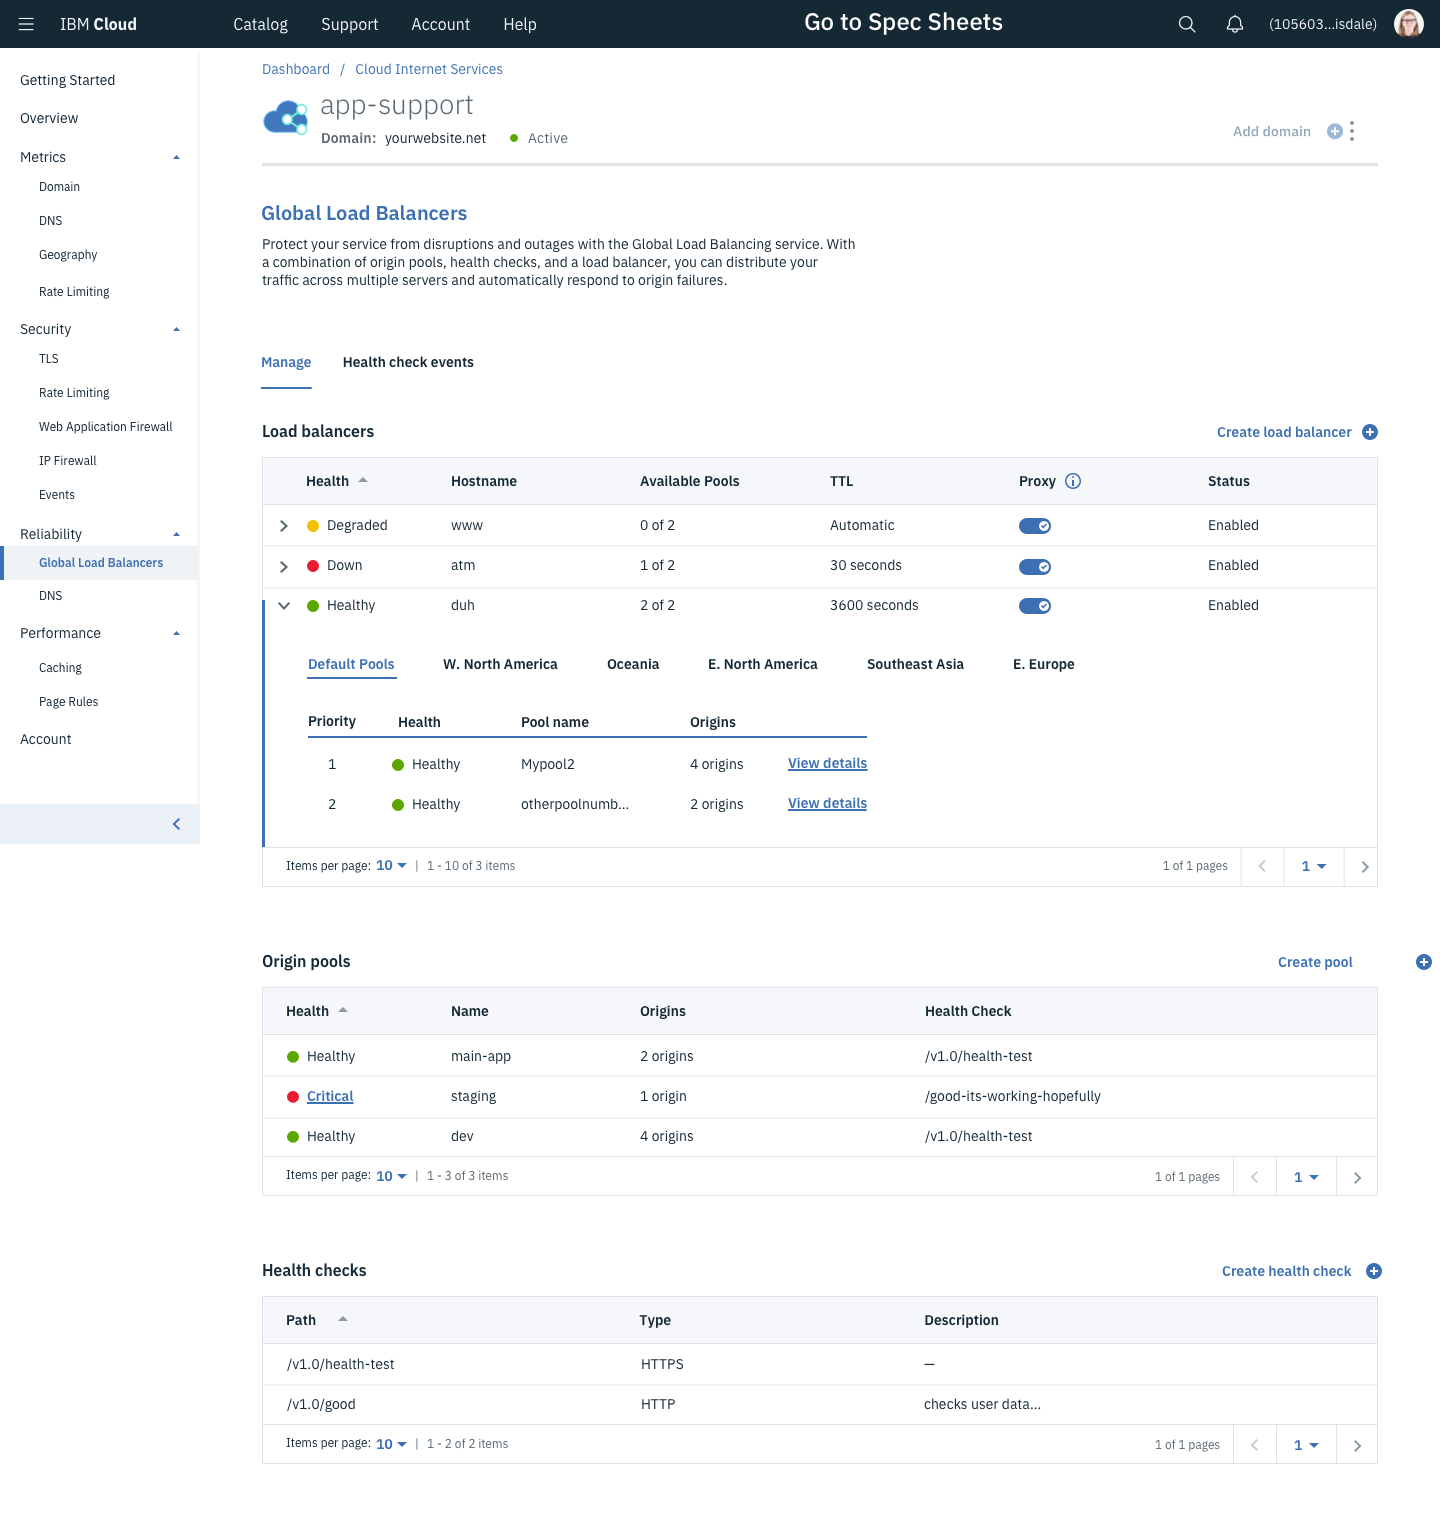 IBM Cloud Catalog Support Account Help Go to Spec Sheets (105603...isdale)
Getting Started
Overview
Metrics
Domain
DNS
Geography
Rate Limiting
Security
TLS
Rate Limiting
Web Application Firewall
IP Firewall
Events
Reliability
Global Load Balancers
DNS
Performance
Caching
Page Rules
Account
Dashboard / Cloud Internet Services
app-support
Domain: yourwebsite.net Active
Add domain
Global Load Balancers
Protect your service from disruptions and outages with the Global Load Balancing service. With
a combination of origin pools, health checks, and a load balancer, you can distribute your
traffic across multiple servers and automatically respond to origin failures.
Manage Health check events
Load balancers Create load balancer
Health Hostname Available Pools TTL Proxy Status
Degraded www 0 of 2 Automatic Enabled
Down atm 1 of 2 30 seconds Enabled
Healthy duh 2 of 2 3600 seconds Enabled
Default Pools W. North America Oceania E. North America Southeast Asia E. Europe
Priority Health Pool name Origins
1 Healthy Mypool2 4 origins View details
2 Healthy otherpoolnumb... 2 origins View details
Items per page: 10 | 1 - 10 of 3 items 1 of 1 pages 1
Origin pools Create pool
Health Name Origins Health Check
Healthy main-app 2 origins /v1.0/health-test
Critical staging 1 origin /good-its-working-hopefully
Healthy dev 4 origins /v1.0/health-test
Items per page: 10 | 1 - 3 of 3 items 1 of 1 pages 1
Health checks Create health check
Path Type Description
/v1.0/health-test HTTPS —
/v1.0/good HTTP checks user data...
Items per page: 10 | 1 - 2 of 2 items 1 of 1 pages 1